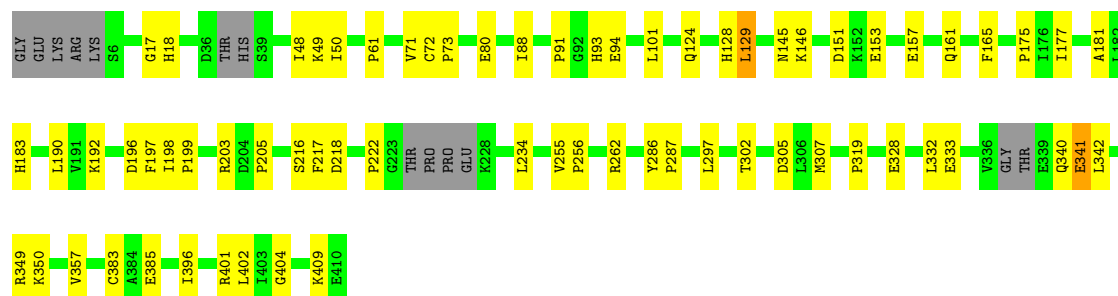 GLY GLU LYS ARG LYS S6 G17 H18 D36 THR HIS S39 I48 K49 I50 P61 V71 C72 P73 E80 I88 P91 G92 H93 E94 L101 Q124 H128 L129 N145 K146 D151 K152 E153 E157 Q161 F165 P175 I176 I177 A181 L182
H183 L190 V191 K192 D196 F197 I198 P199 R203 D204 P205 S216 F217 D218 P222 G223 THR PRO PRO GLU K228 L234 V255 P256 R262 Y286 P287 L297 T302 D305 L306 M307 P319 E328 L332 E333 V336 GLY THR E339 Q340 E341 L342
R349 K350 V357 C383 A384 E385 I396 R401 L402 I403 G404 K409 E410